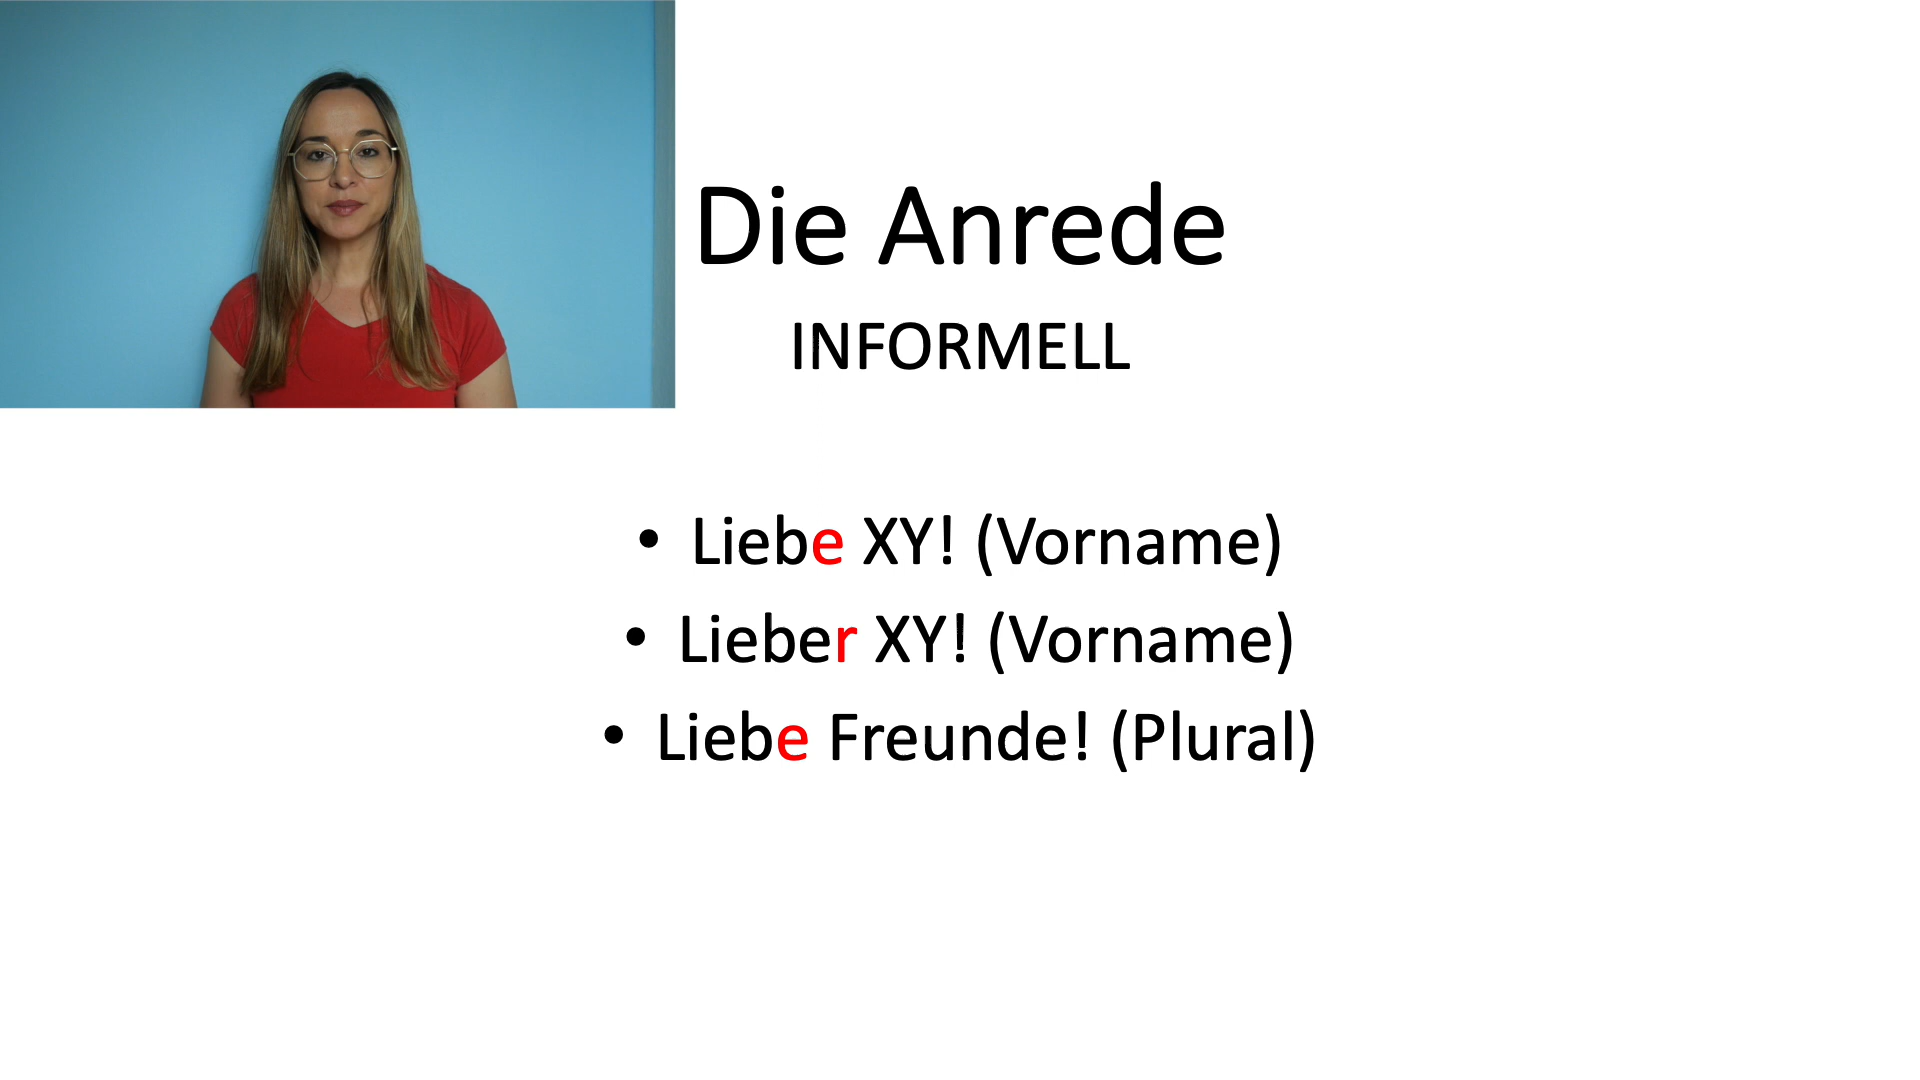 Die Anrede
INFORMELL
• Liebe XY! (Vorname)
• Lieber XY! (Vorname)
• Liebe Freunde! (Plural)